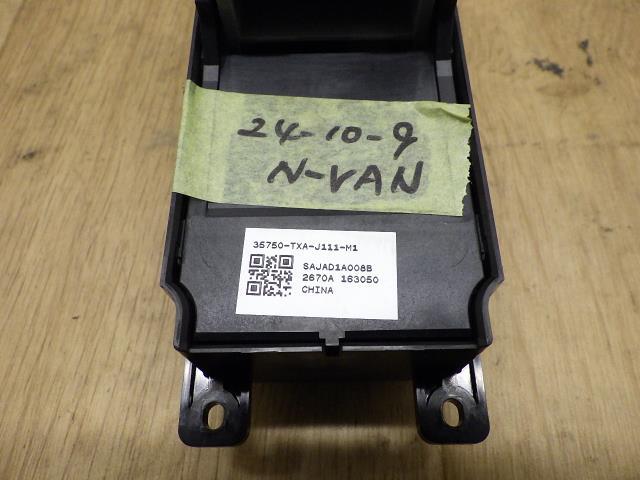 24-10-9
N-VAN
35750-TXA-J111-M1
SAJAD1A008B
2670A 163050
CHINA